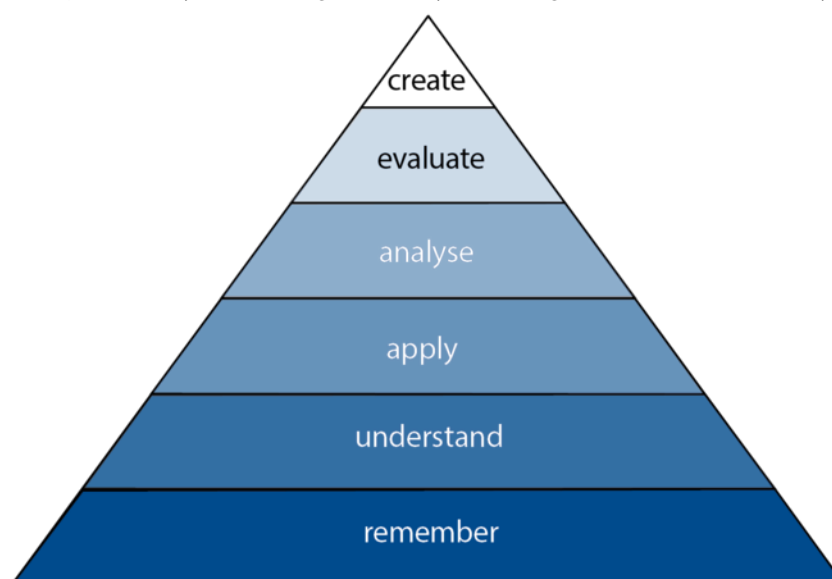 create
evaluate
analyse
apply
understand
remember